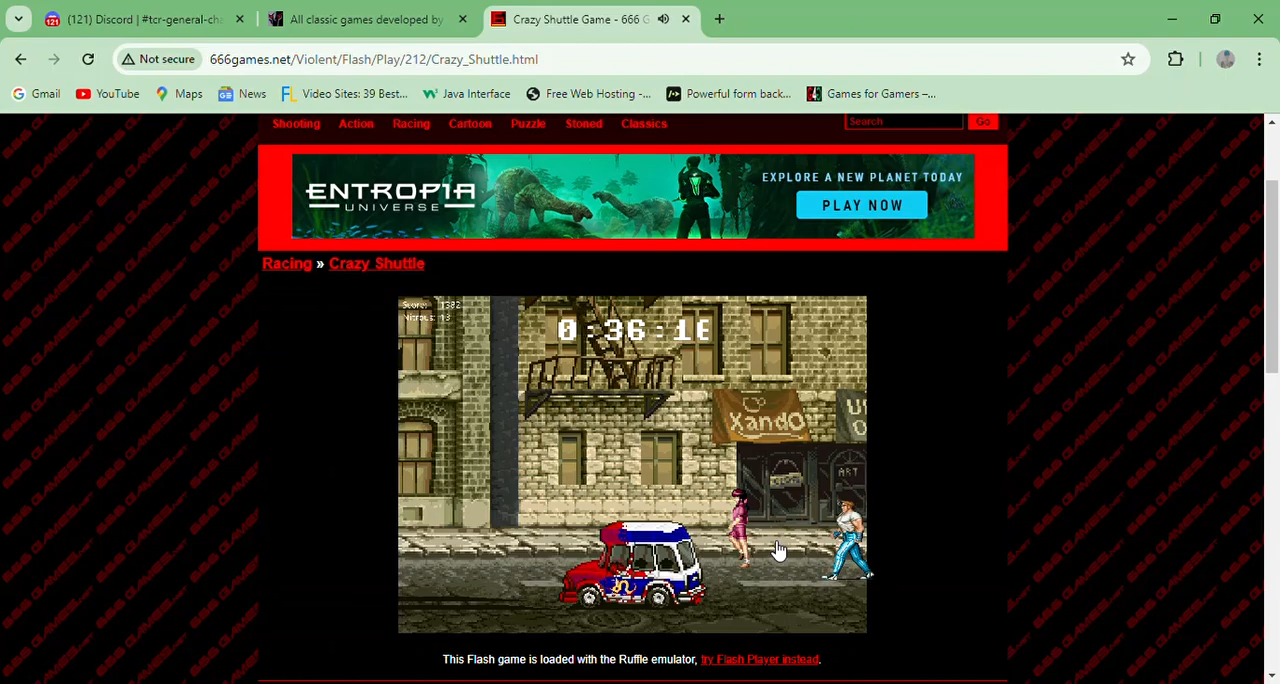 (121) Discord | #tcr-general-cha
All classic games developed by
Crazy Shuttle Game - 666 G
Not secure
666games.net/Violent/Flash/Play/212/Crazy_Shuttle.html
Gmail
YouTube
Maps
News
Video Sites: 39 Best...
Java Interface
Free Web Hosting -...
Powerful form back...
Games for Gamers –...
Shooting Action Racing Cartoon Puzzle Stoned Classics
Search
Go
ENTROPIA
UNIVERSE
EXPLORE A NEW PLANET TODAY
PLAY NOW
Racing » Crazy Shuttle
Score: 1382
Nitrous: 13
0:36:16
XandO
ART
This Flash game is loaded with the Ruffle emulator, try Flash Player instead.